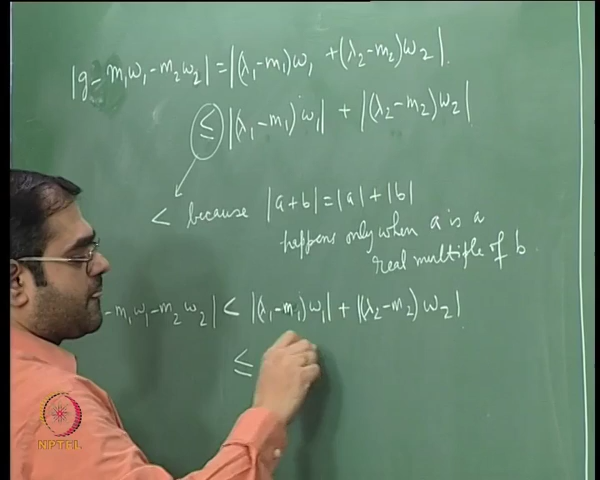 |g - m₁ω₁ - m₂ω₂| = |(λ₁-m₁)ω₁ + (λ₂-m₂)ω₂|.
≤ |(λ₁-m₁)ω₁| + |(λ₂-m₂)ω₂|
< because |a+b| = |a|+|b|
happens only when a is a
real multiple of b.
- m₁ω₁ - m₂ω₂| < |(λ₁-m₁)ω₁| + |(λ₂-m₂)ω₂|
≤
NPTEL